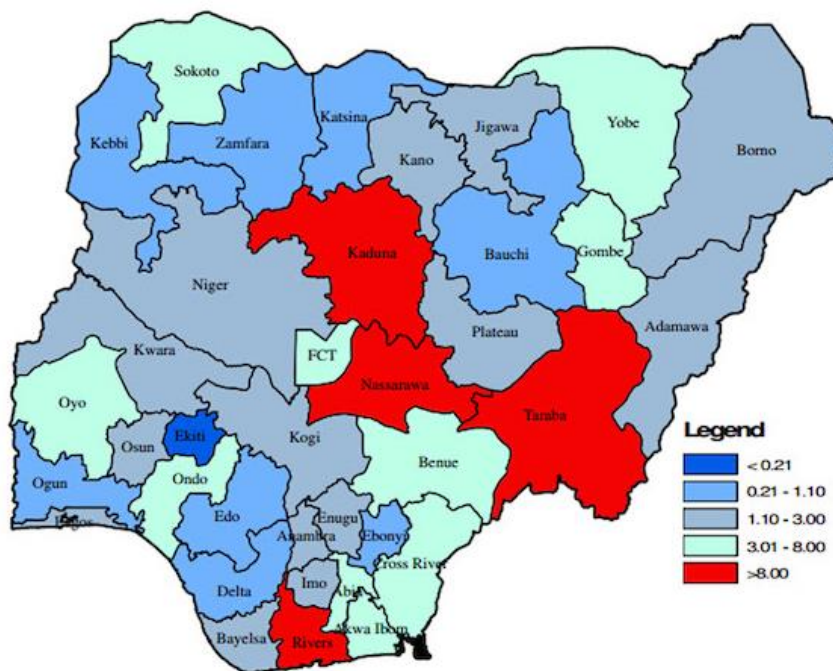 Sokoto
Katsina
Kebbi
Zamfara
Jigawa
Yobe
Kano
Borno
Kaduna
Bauchi
Gombe
Niger
Plateau
Adamawa
Kwara
FCT
Nassarawa
Taraba
Oyo
Osun
Ekiti
Kogi
Benue
Ogun
Ondo
Lagos
Edo
Enugu
Anambra
Ebonyi
Cross River
Delta
Imo
Abia
Akwa Ibom
Bayelsa
Rivers
Legend
< 0.21
0.21 - 1.10
1.10 - 3.00
3.01 - 8.00
>8.00